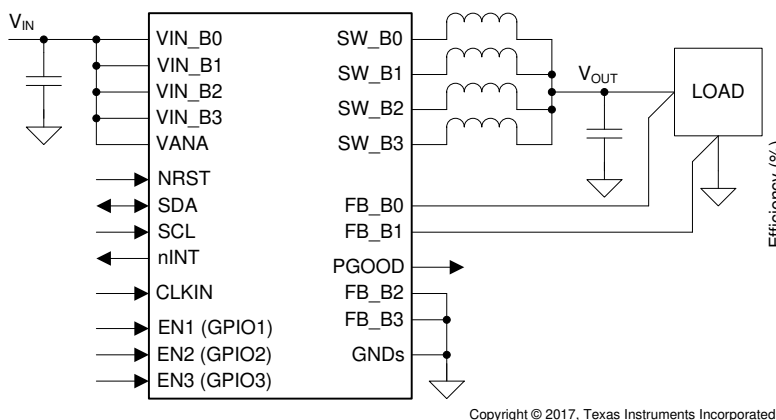 VIN
VIN_B0
VIN_B1
VIN_B2
VIN_B3
VANA
NRST
SDA
SCL
nINT
CLKIN
EN1 (GPIO1)
EN2 (GPIO2)
EN3 (GPIO3)
SW_B0
SW_B1
SW_B2
SW_B3
FB_B0
FB_B1
PGOOD
FB_B2
FB_B3
GNDs
VOUT
LOAD
Efficiency (%)
Copyright © 2017, Texas Instruments Incorporated